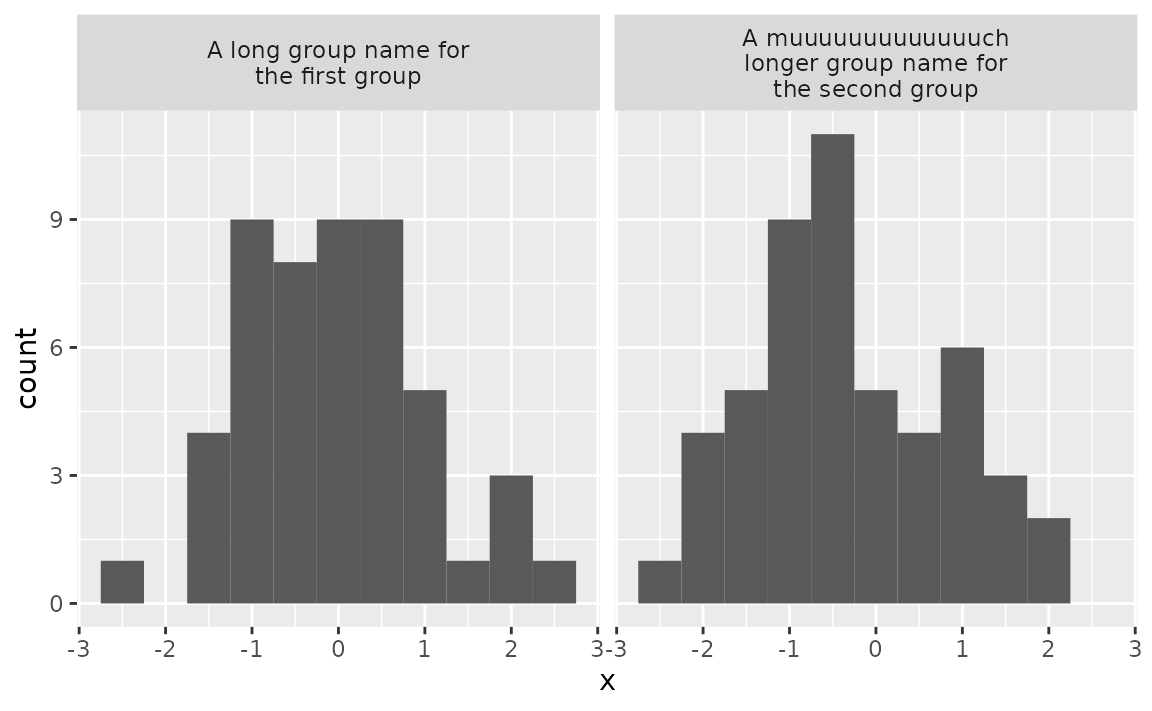 A long group name for
the first group
A muuuuuuuuuuuuuch
longer group name for
the second group
count
9
6
3
0
-3 -2 -1 0 1 2 3
-3 -2 -1 0 1 2 3
x